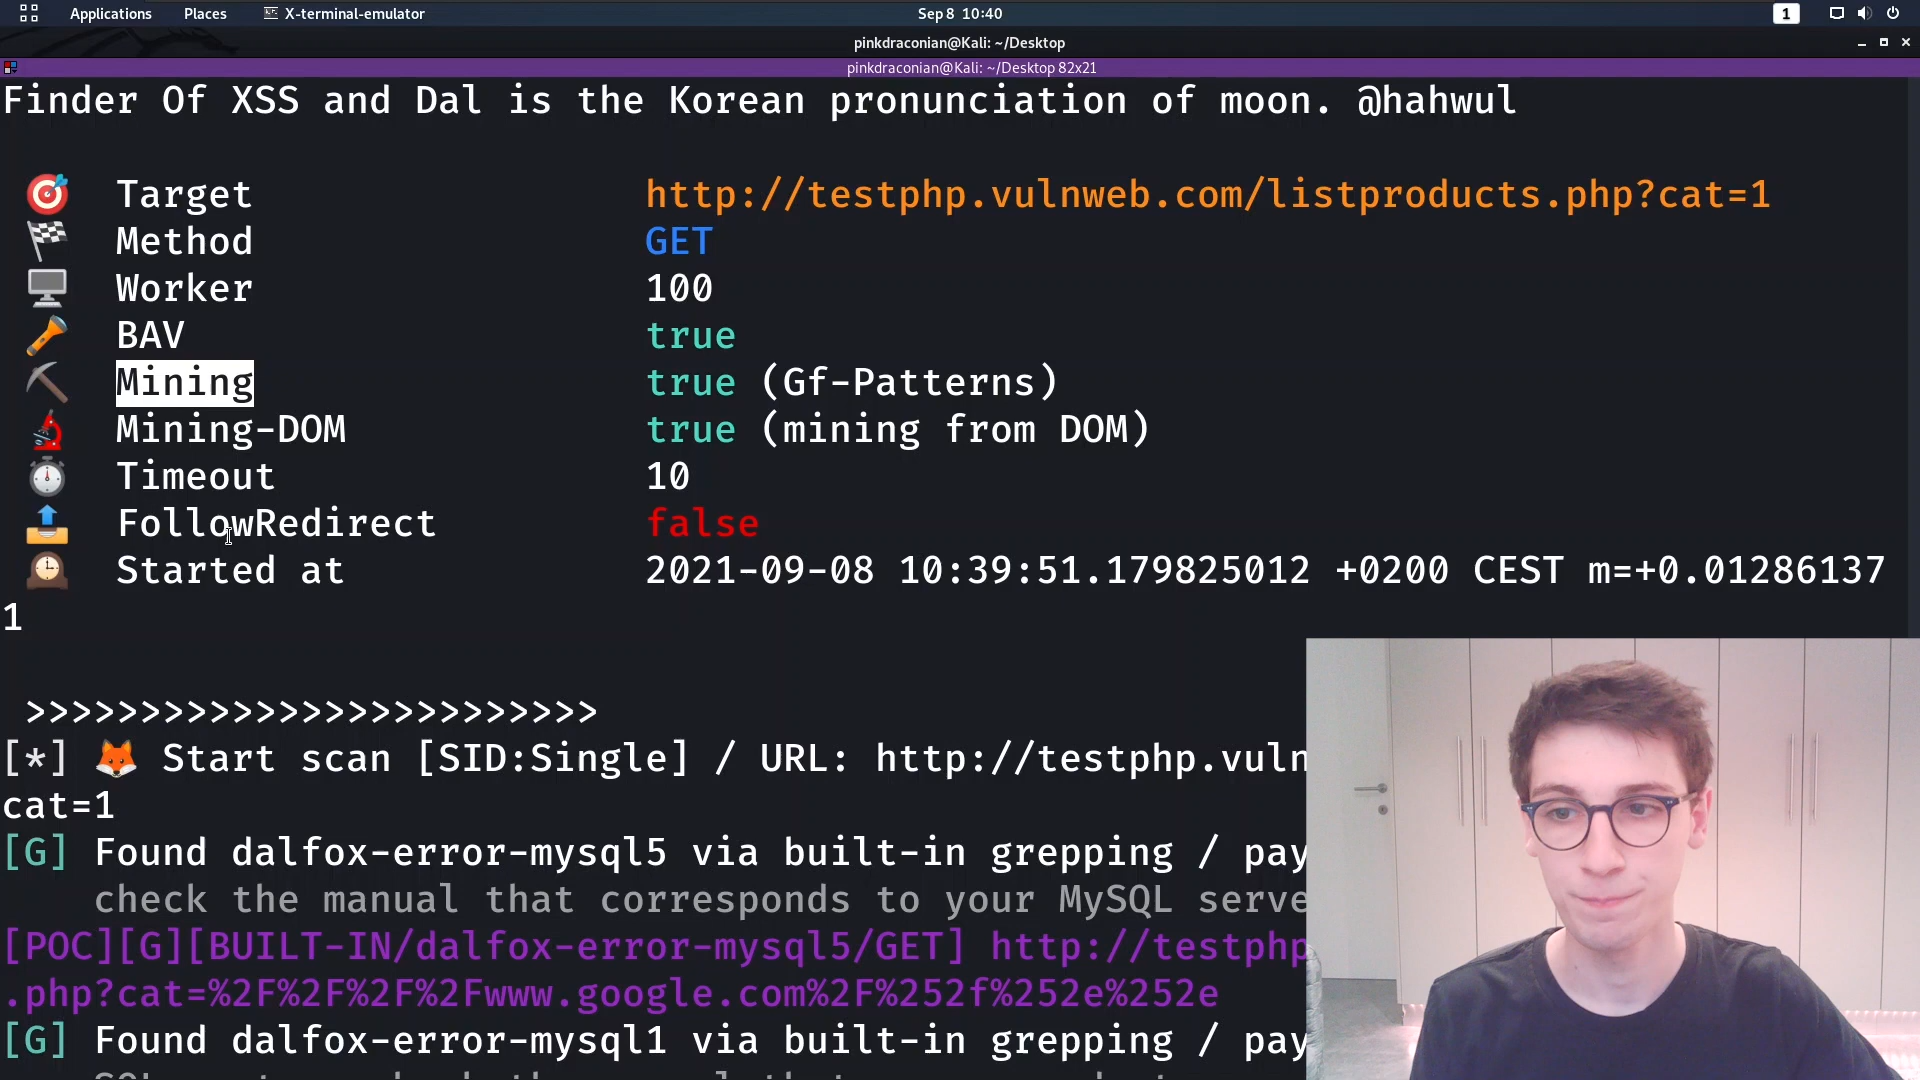 Applications Places X-terminal-emulator Sep 8 10:40 1
pinkdraconian@Kali: ~/Desktop
pinkdraconian@Kali: ~/Desktop 82x21
Finder Of XSS and Dal is the Korean pronunciation of moon. @hahwul
Target http://testphp.vulnweb.com/listproducts.php?cat=1
Method GET
Worker 100
BAV true
Mining true (Gf-Patterns)
Mining-DOM true (mining from DOM)
Timeout 10
FollowRedirect false
Started at 2021-09-08 10:39:51.179825012 +0200 CEST m=+0.01286137
1
>>>>>>>>>>>>>>>>>>>>>>>>>
[*] 🦊 Start scan [SID:Single] / URL: http://testphp.vuln
cat=1
[G] Found dalfox-error-mysql5 via built-in grepping / pay
check the manual that corresponds to your MySQL serve
[POC][G][BUILT-IN/dalfox-error-mysql5/GET] http://testphp
.php?cat=%2F%2F%2F%2Fwww.google.com%2F%252f%252e%252e
[G] Found dalfox-error-mysql1 via built-in grepping / pay